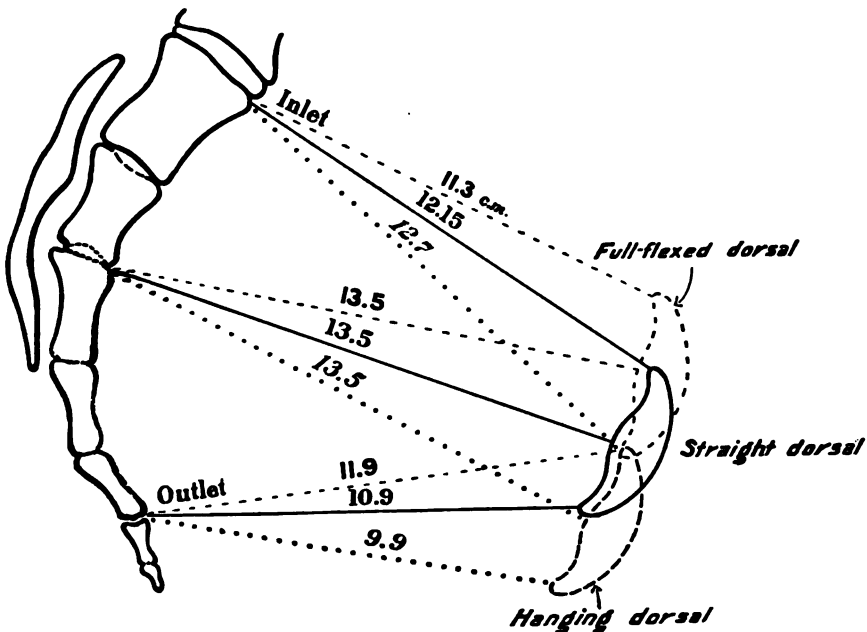 Inlet
11.3 c.m.
12.15
12.7
Full-flexed dorsal
13.5
13.5
13.5
Straight dorsal
11.9
Outlet
10.9
9.9
Hanging dorsal